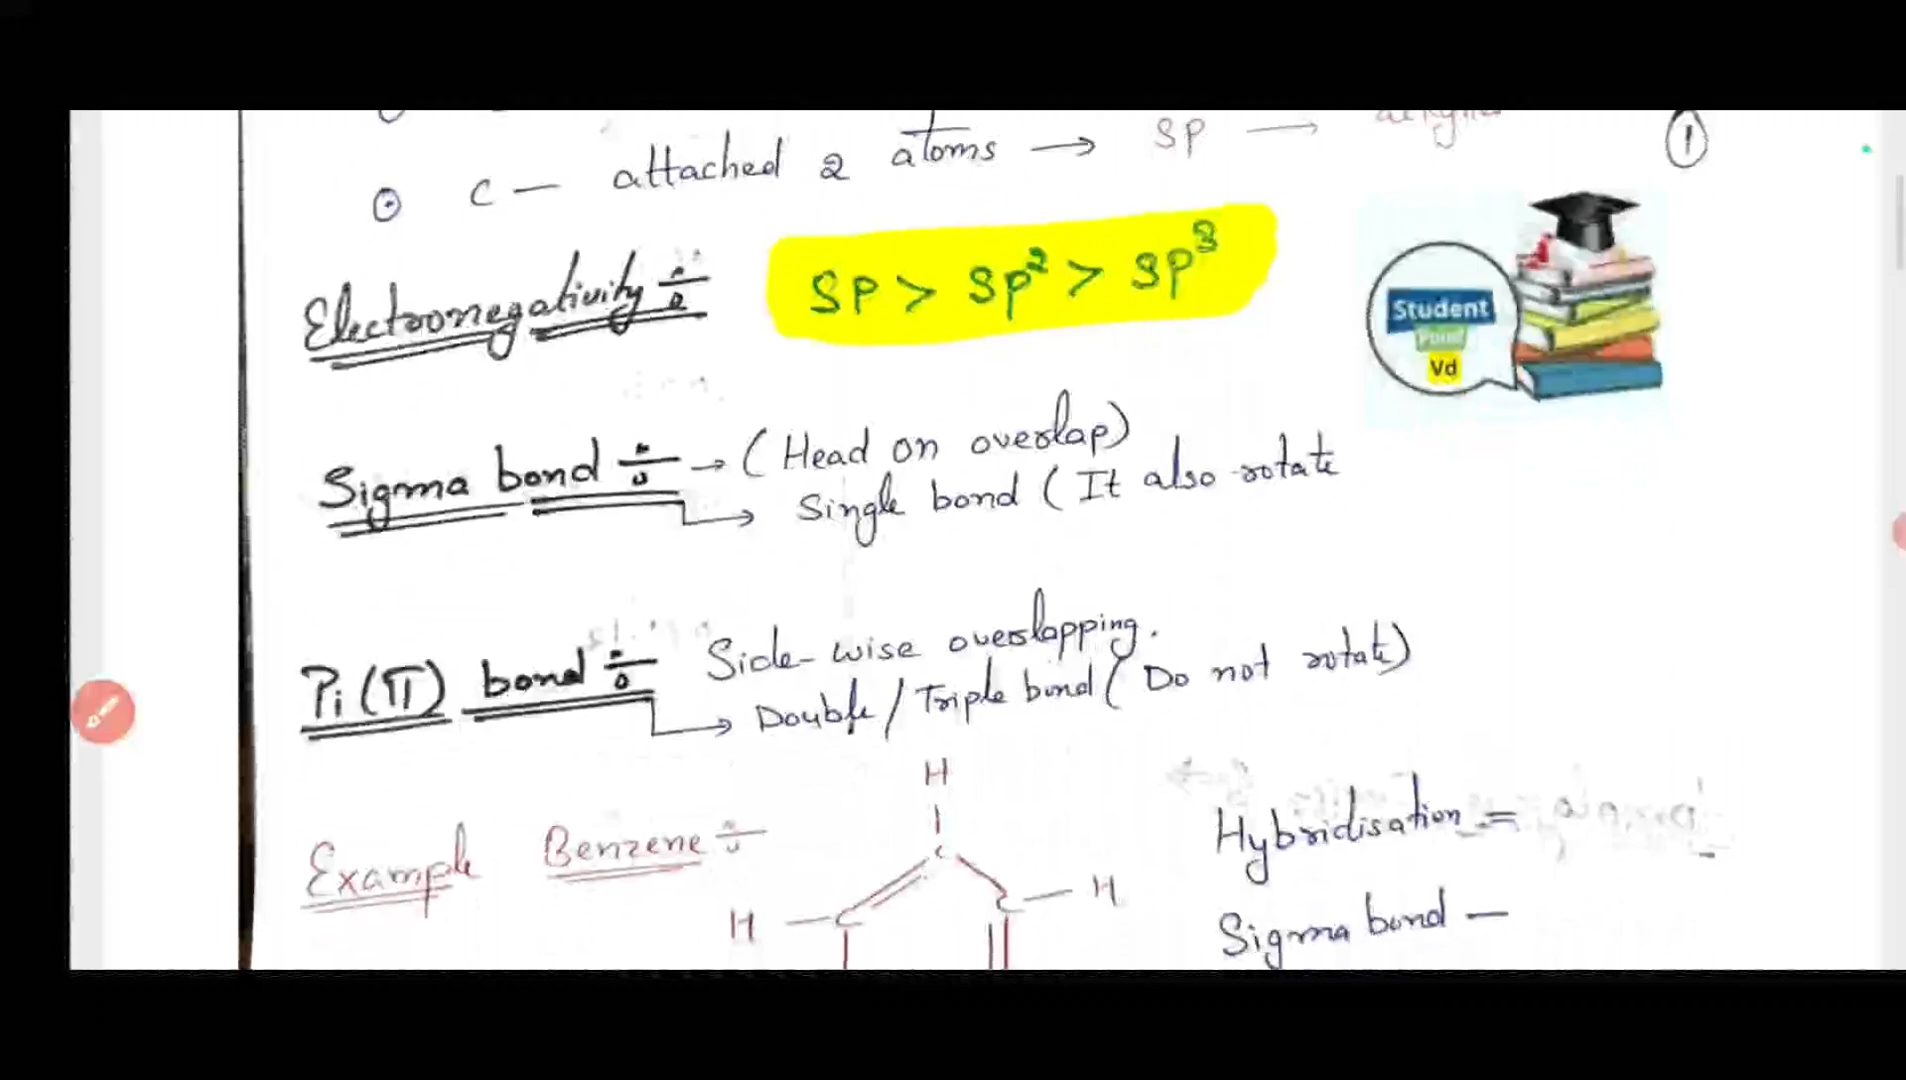 C — attached 2 atoms → SP →
①
Electronegativity ÷ SP > SP² > SP³
Student
Point
Vd
Sigma bond ÷ → (Head on overlap)
→ Single bond (It also rotate
Pi (π) bond ÷ Side-wise overlapping.
→ Double / Triple bond (Do not rotate)
Example Benzene ÷
H
C
H — C
C — H
Hybridisation =
Sigma bond —